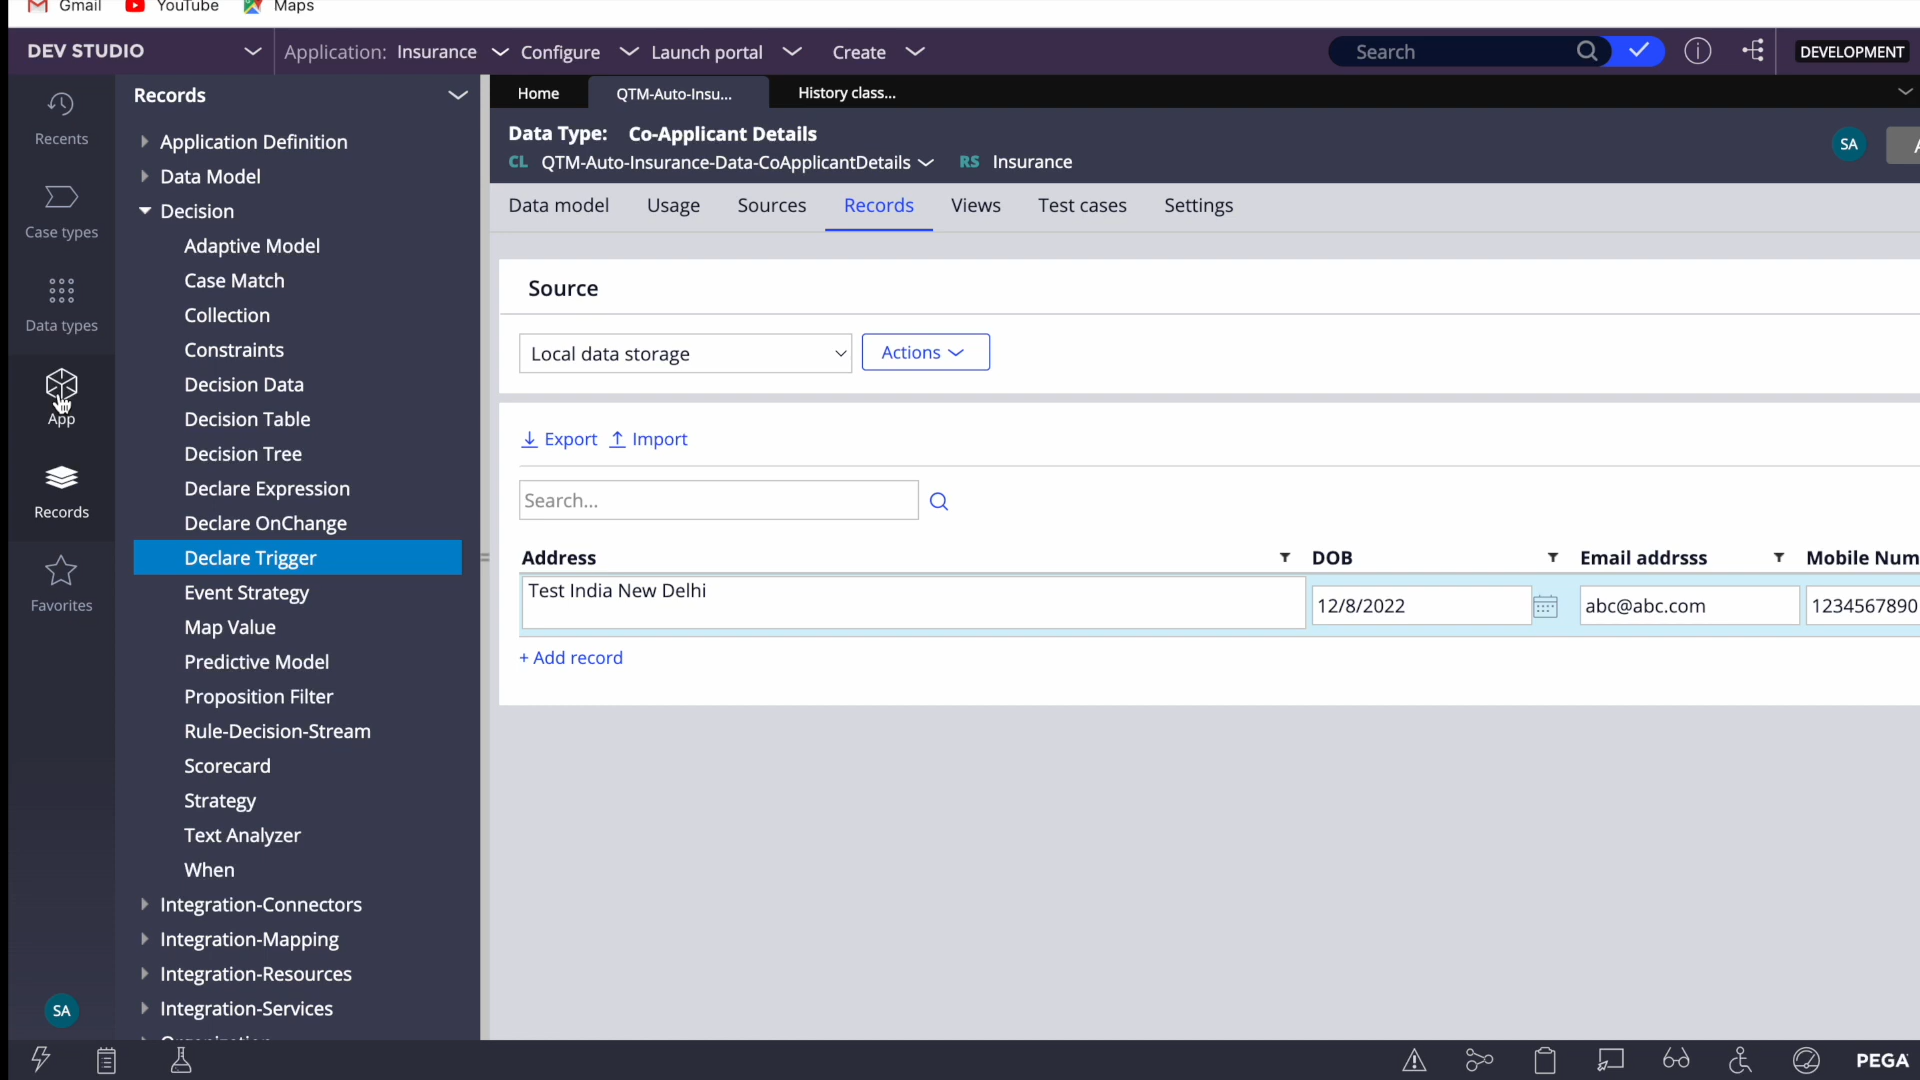 Gmail YouTube Maps
DEV STUDIO Application: Insurance Configure Launch portal Create Search DEVELOPMENT
Recents
Case types
Data types
App
Records
Favorites
SA
Records
Application Definition
Data Model
Decision
Adaptive Model
Case Match
Collection
Constraints
Decision Data
Decision Table
Decision Tree
Declare Expression
Declare OnChange
Declare Trigger
Event Strategy
Map Value
Predictive Model
Proposition Filter
Rule-Decision-Stream
Scorecard
Strategy
Text Analyzer
When
Integration-Connectors
Integration-Mapping
Integration-Resources
Integration-Services
Home QTM-Auto-Insu... History class...
Data Type: Co-Applicant Details
CL QTM-Auto-Insurance-Data-CoApplicantDetails RS Insurance
SA
Data model Usage Sources Records Views Test cases Settings
Source
Local data storage Actions
Export Import
Search...
Address DOB Email addrsss Mobile Num
Test India New Delhi 12/8/2022 abc@abc.com 1234567890
+ Add record
PEGA